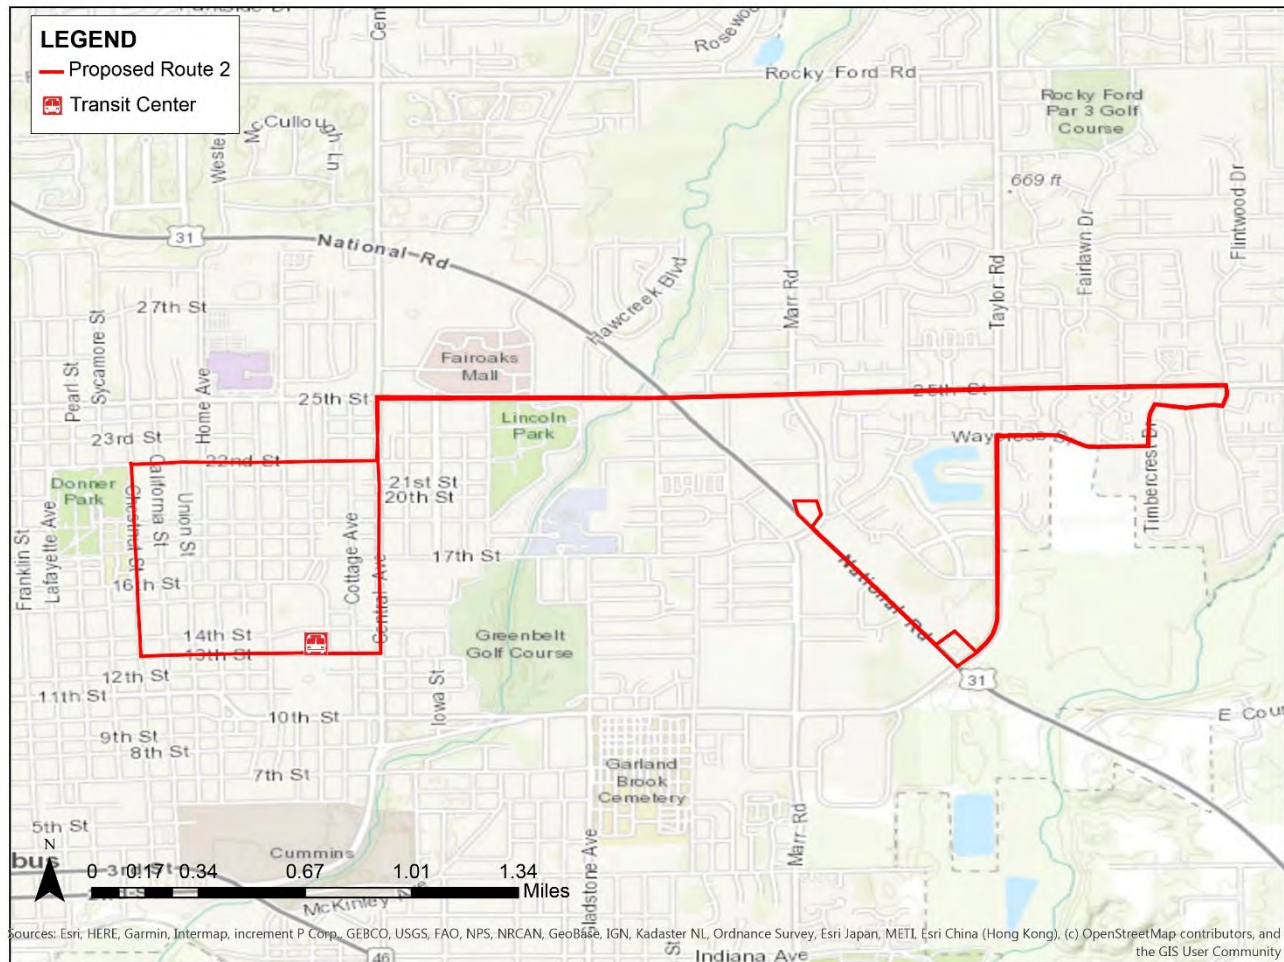 LEGEND
Proposed Route 2
Transit Center
Rocky Ford Rd
Rocky Ford
Par 3 Golf
Course
669 ft
Flintwood Dr
Fairlawn Dr
Taylor Rd
Marr Rd
31
National Rd
Hawcreek Blvd
27th St
Sycamore St
Pearl St
Home Ave
Fairoaks
Mall
25th St
25th St
Lincoln
Park
23rd St
22nd St
Donner
Park
California St
Union St
Chestnut St
21st St
20th St
Timbercrest Dr
Franklin St
Lafayette Ave
Cottage Ave
Central Ave
17th St
16th St
National Rd
14th St
13th St
Greenbelt
Golf Course
31
12th St
11th St
Iowa St
10th St
9th St
8th St
7th St
Garland
Brook
Cemetery
5th St
Cummins
Marr Rd
Gladstone Ave
N
0 0.17 0.34 0.67 1.01 1.34
Miles
McKinley Ave
46
Indiana Ave
Sources: Esri, HERE, Garmin, Intermap, increment P Corp., GEBCO, USGS, FAO, NPS, NRCAN, GeoBase, IGN, Kadaster NL, Ordnance Survey, Esri Japan, METI, Esri China (Hong Kong), (c) OpenStreetMap contributors, and
the GIS User Community